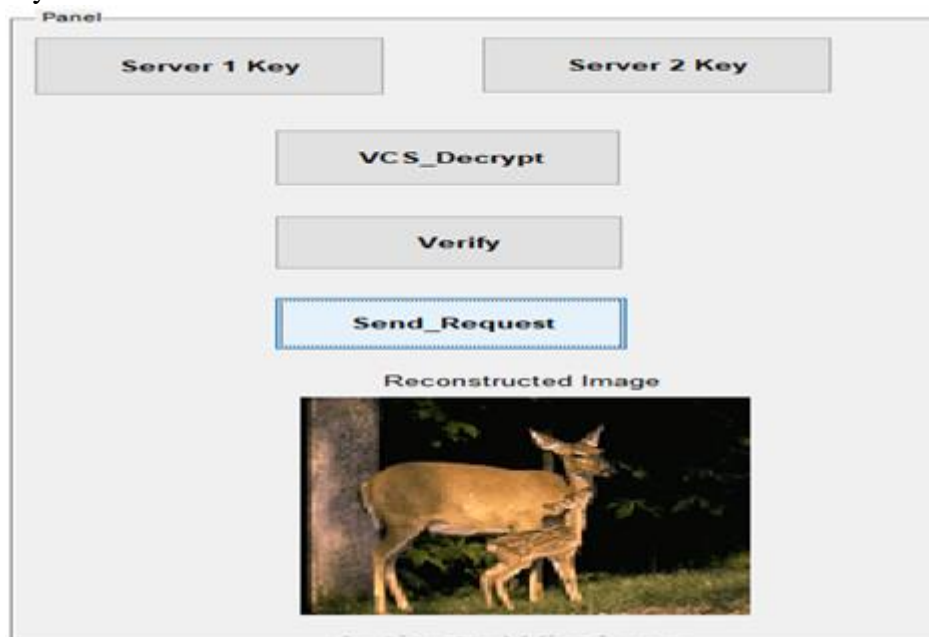 Panel
Server 1 Key
Server 2 Key
VCS_Decrypt
Verify
Send_Request
Reconstructed Image